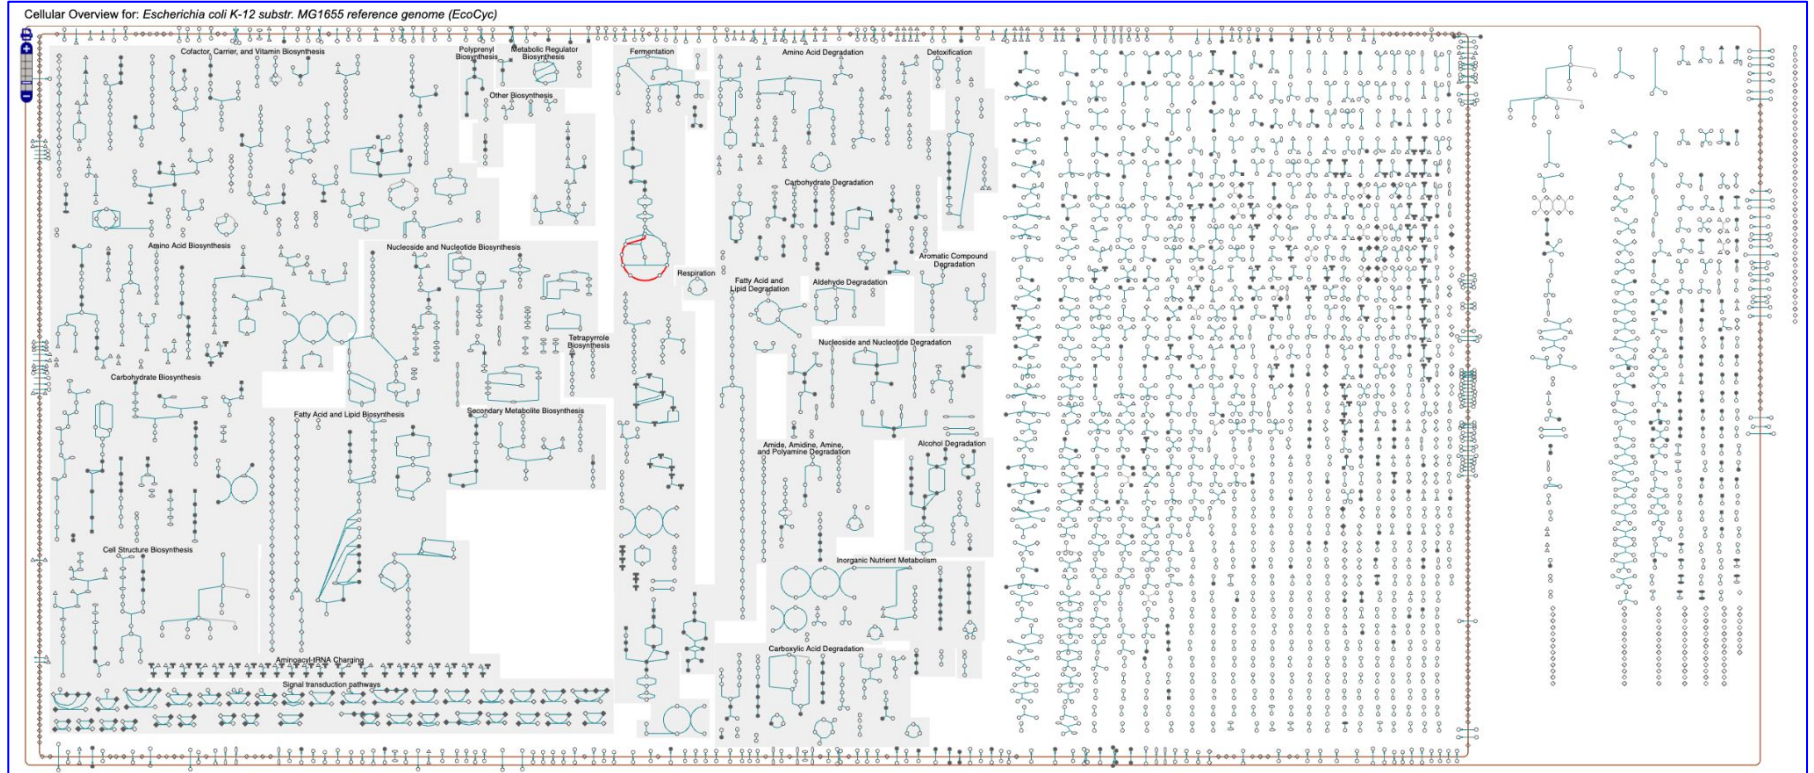 Cellular Overview for: Escherichia coli K-12 substr. MG1655 reference genome (EcoCyc)
Cofactor, Carrier, and Vitamin Biosynthesis
Polyprenyl
Biosynthesis
Metabolic Regulator
Biosynthesis
Other Biosynthesis
Fermentation
Amino Acid Degradation
Detoxification
Carbohydrate Degradation
Amino Acid Biosynthesis
Nucleoside and Nucleotide Biosynthesis
Respiration
Fatty Acid and
Lipid Degradation
Aldehyde Degradation
Aromatic Compound
Degradation
Tetrapyrrole
Biosynthesis
Nucleoside and Nucleotide Degradation
Carbohydrate Biosynthesis
Fatty Acid and Lipid Biosynthesis
Secondary Metabolite Biosynthesis
Amide, Amidine, Amine,
and Polyamine Degradation
Alcohol Degradation
Cell Structure Biosynthesis
Inorganic Nutrient Metabolism
Aminoacyl-tRNA Charging
Carboxylic Acid Degradation
Signal transduction pathways